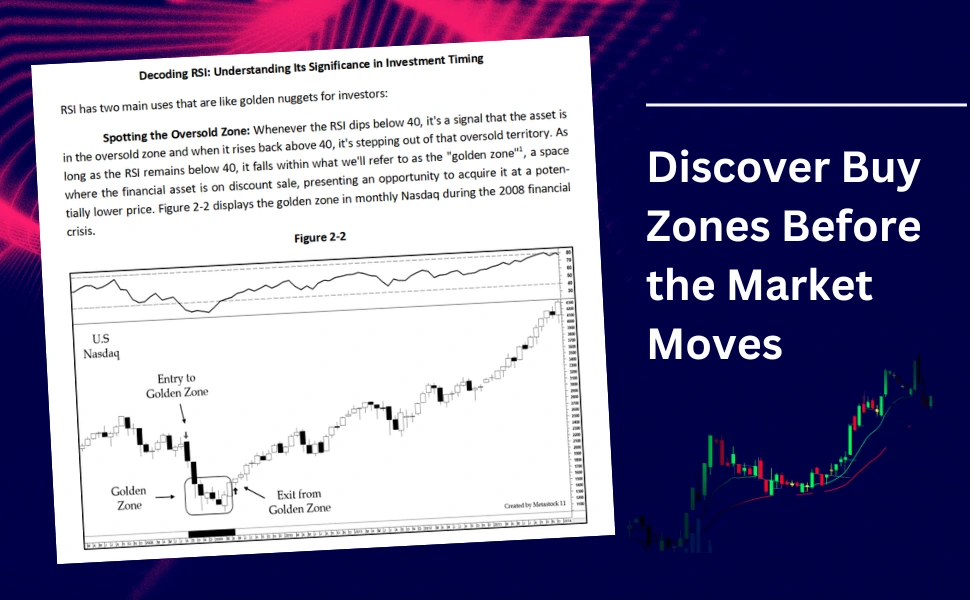 Decoding RSI: Understanding Its Significance in Investment Timing
RSI has two main uses that are like golden nuggets for investors:
Spotting the Oversold Zone: Whenever the RSI dips below 40, it's a signal that the asset is
in the oversold zone and when it rises back above 40, it's stepping out of that oversold territory. As
long as the RSI remains below 40, it falls within what we'll refer to as the "golden zone"¹, a space
where the financial asset is on discount sale, presenting an opportunity to acquire it at a poten-
tially lower price. Figure 2-2 displays the golden zone in monthly Nasdaq during the 2008 financial
crisis.
Figure 2-2
U.S
Nasdaq
Entry to
Golden Zone
Golden
Zone
Exit from
Golden Zone
Created by Metastock 11
Discover Buy
Zones Before
the Market
Moves